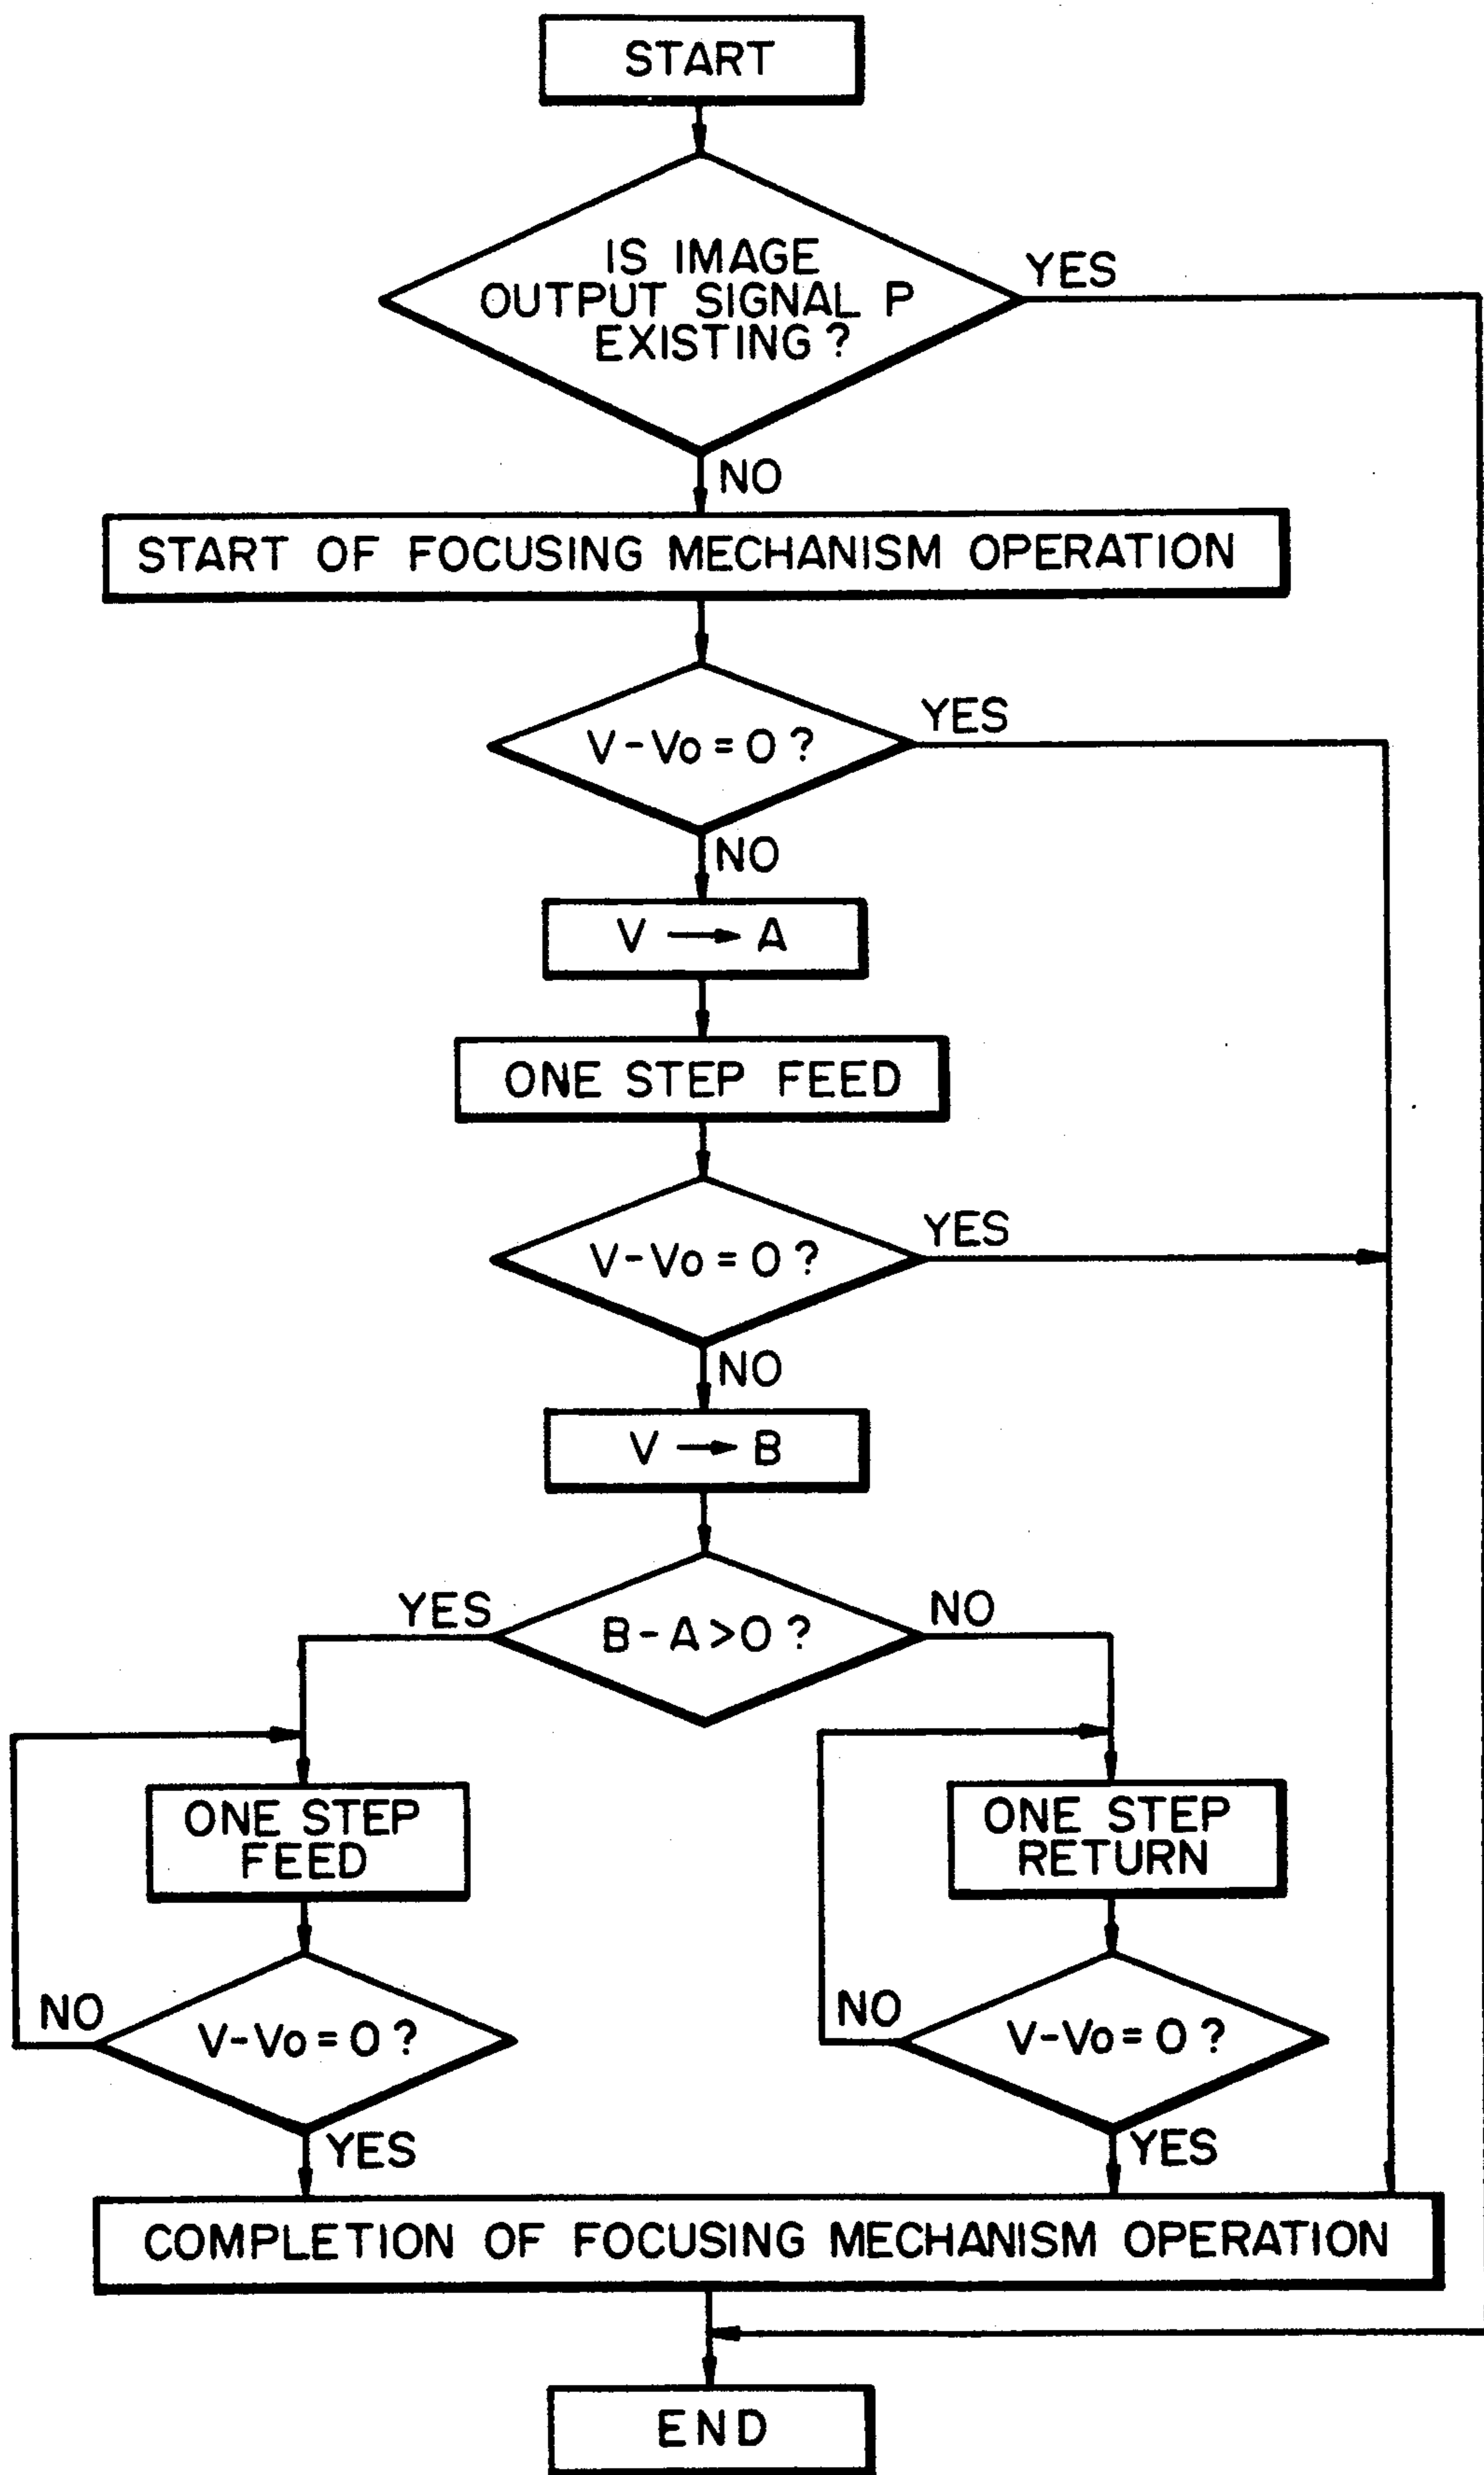 START
IS IMAGE
OUTPUT SIGNAL P
EXISTING ?
YES
NO
START OF FOCUSING MECHANISM OPERATION
V-Vo=0 ?
YES
NO
V → A
ONE STEP FEED
V-Vo=0 ?
YES
NO
V → B
B-A>0 ?
YES
NO
ONE STEP
FEED
ONE STEP
RETURN
V-Vo=0 ?
NO
YES
V-Vo=0 ?
NO
YES
COMPLETION OF FOCUSING MECHANISM OPERATION
END